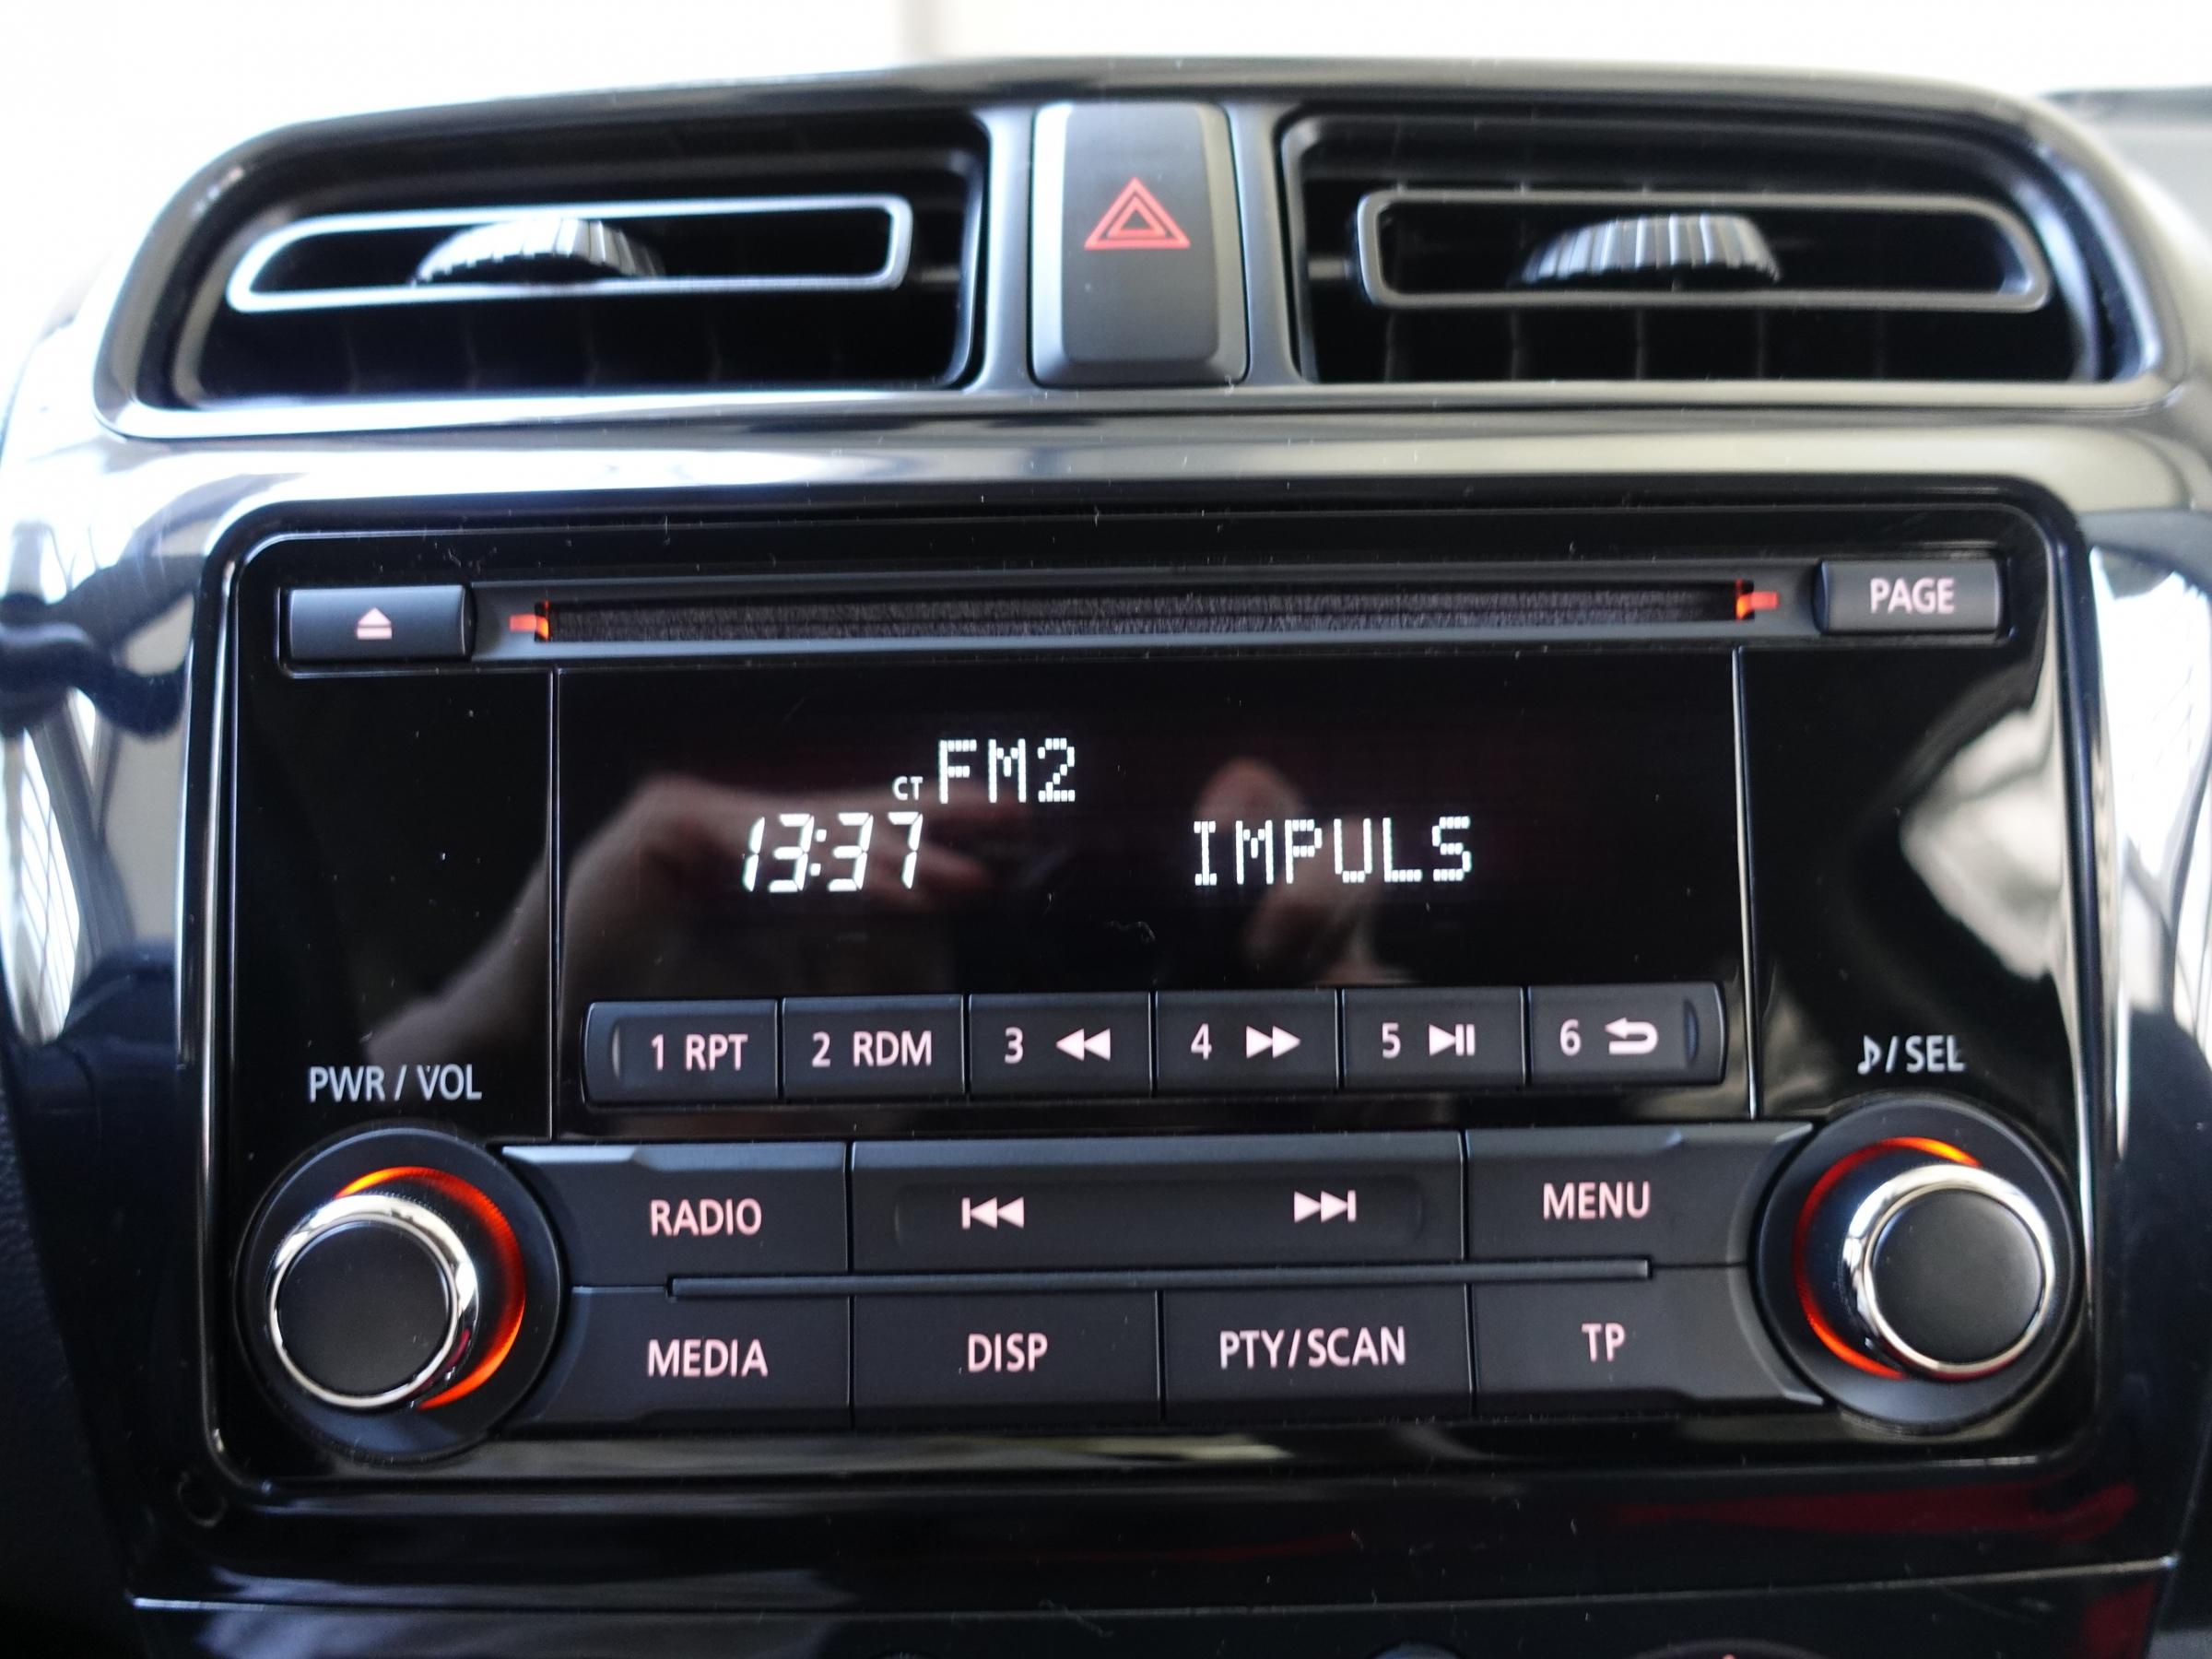 PAGE
CT FM2
13:37 IMPULS
1 RPT 2 RDM 3 4 5 6
PWR / VOL
/ SEL
RADIO MENU
MEDIA DISP PTY/SCAN TP